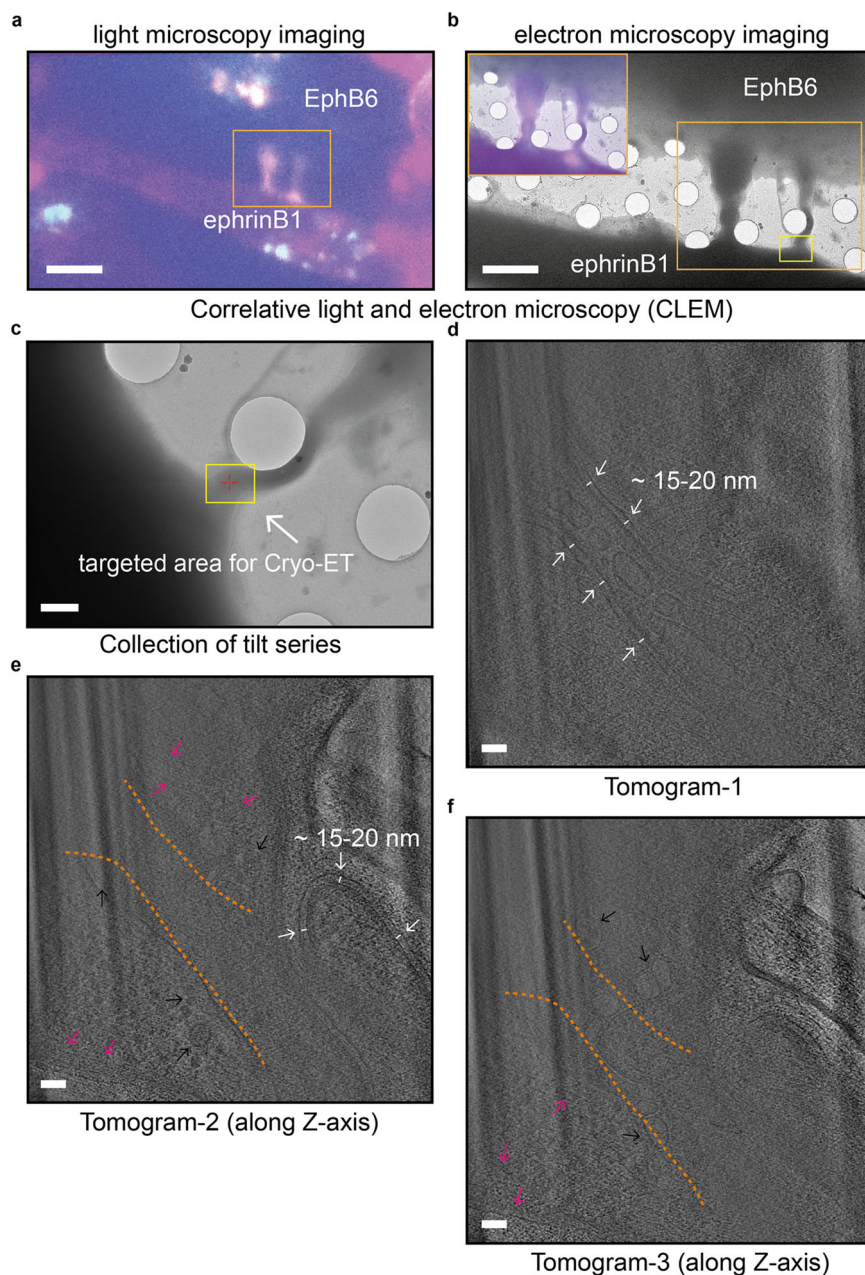 a
light microscopy imaging
EphB6
ephrinB1
b
electron microscopy imaging
EphB6
ephrinB1
Correlative light and electron microscopy (CLEM)
c
targeted area for Cryo-ET
Collection of tilt series
d
~ 15-20 nm
Tomogram-1
e
~ 15-20 nm
Tomogram-2 (along Z-axis)
f
Tomogram-3 (along Z-axis)